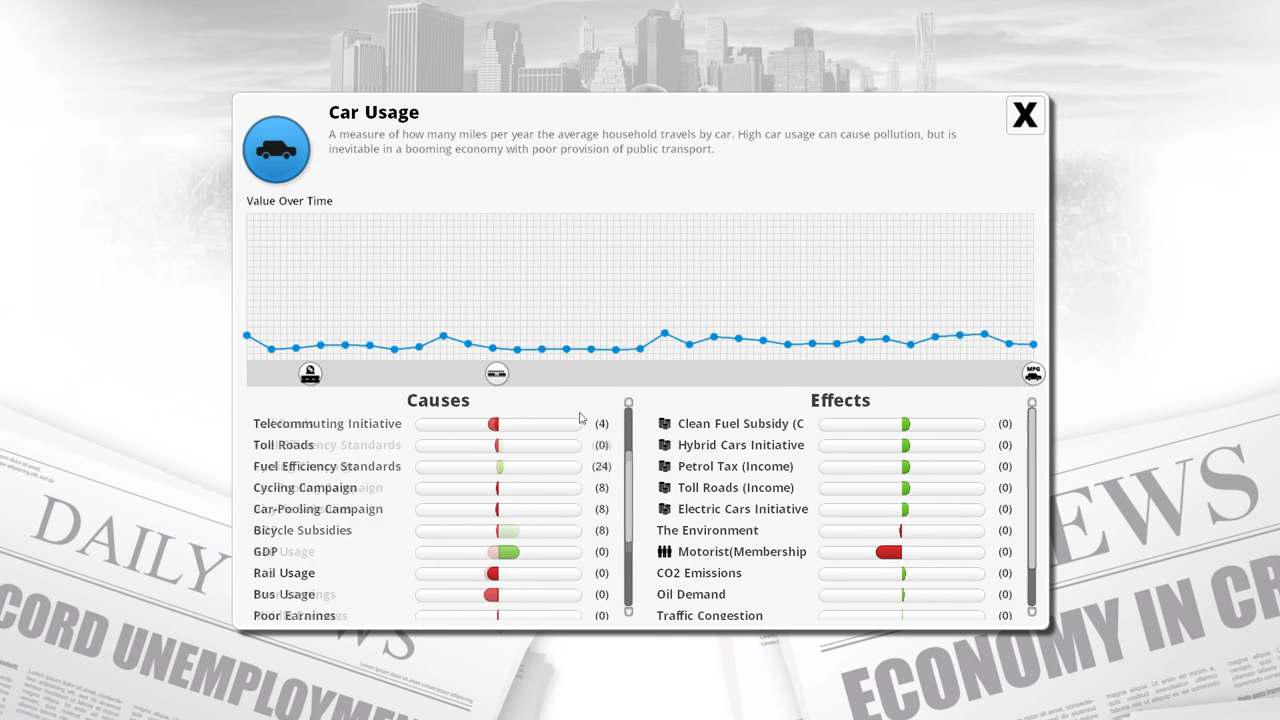 Car Usage
X
A measure of how many miles per year the average household travels by car. High car usage can cause pollution, but is
inevitable in a booming economy with poor provision of public transport.
Value Over Time
MPG
Causes
Effects
Telecommuting Initiative (4)
Clean Fuel Subsidy (C (0)
Toll Roads (0)
Hybrid Cars Initiative (0)
Fuel Efficiency Standards (24)
Petrol Tax (Income) (0)
Cycling Campaign (8)
Toll Roads (Income) (0)
Car-Pooling Campaign (8)
Electric Cars Initiative (0)
Bicycle Subsidies (8)
The Environment (0)
GDP (0)
Motorist(Membership (0)
Rail Usage (0)
CO2 Emissions (0)
Bus Usage (0)
Oil Demand (0)
Poor Earnings (0)
Traffic Congestion (0)
DAILY
NEWS
CORD UNEMPLOYME
EWS
ECONOMY IN CR